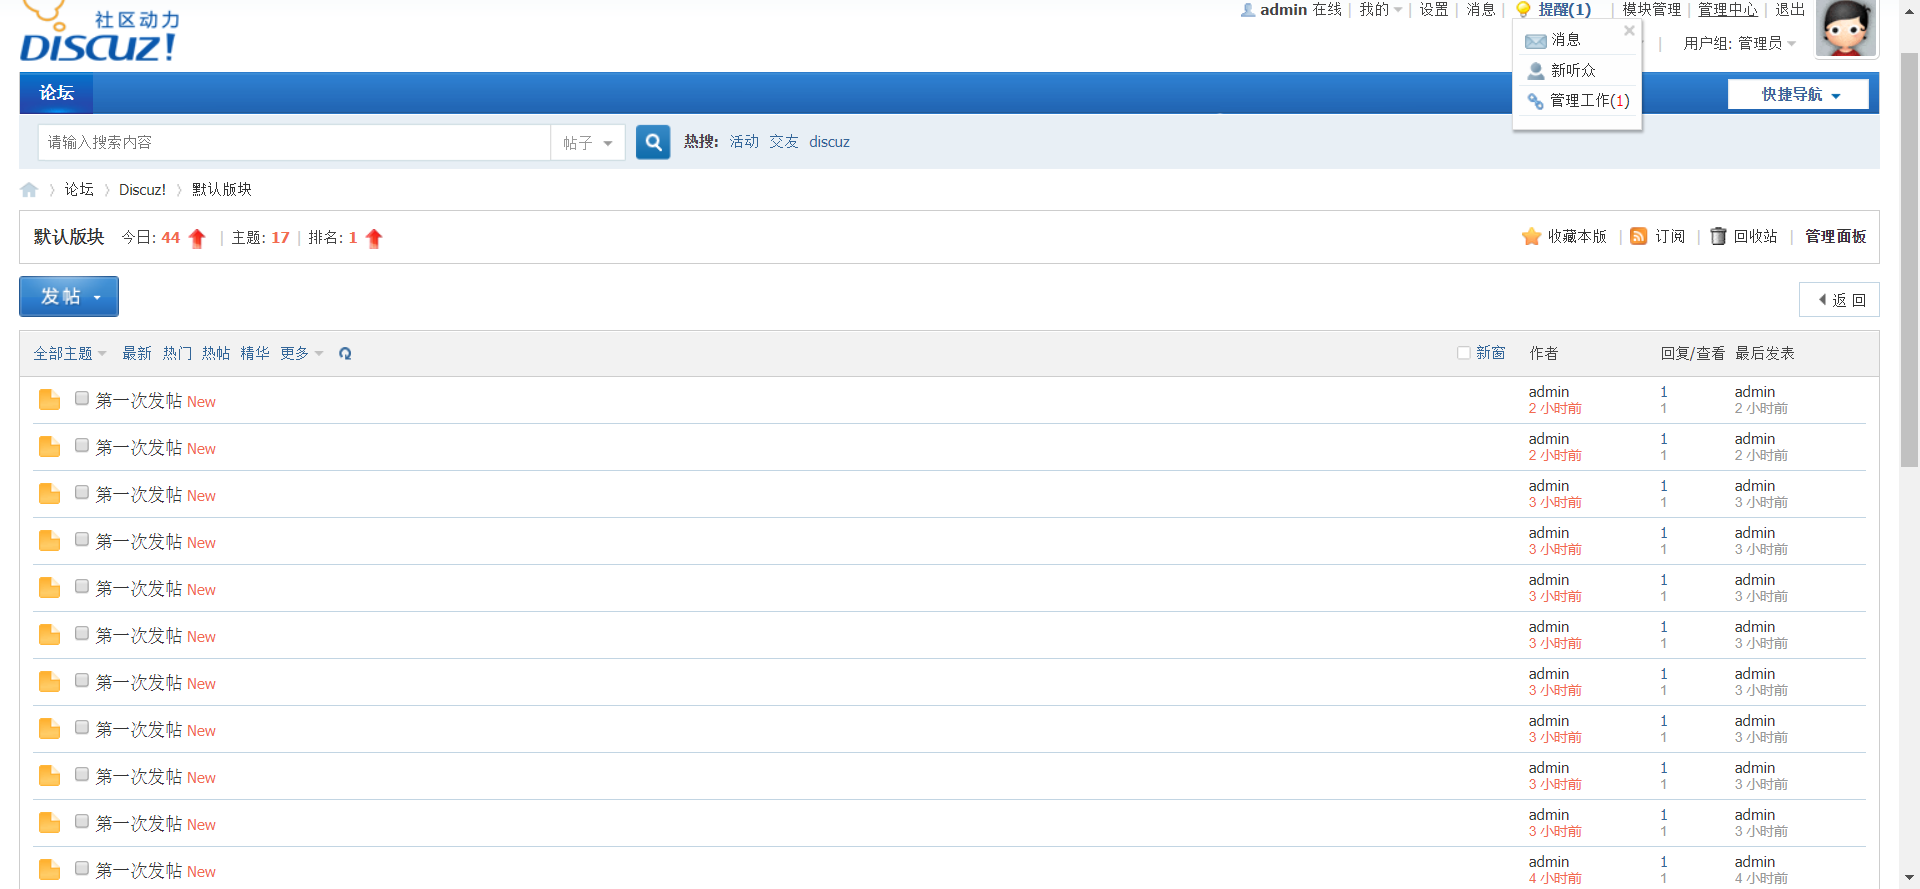 社区动力
DISCUZ!
admin 在线 | 我的 | 设置 | 消息 | 提醒(1) | 模块管理 | 管理中心 | 退出
| 用户组: 管理员
消息
新听众
管理工作(1)
论坛
快捷导航
请输入搜索内容 帖子 热搜: 活动 交友 discuz
论坛 Discuz! 默认版块
默认版块 今日: 44 | 主题: 17 | 排名: 1
收藏本版 | 订阅 | 回收站 | 管理面板
发帖
返 回
全部主题 最新 热门 热帖 精华 更多 新窗 作者 回复/查看 最后发表
第一次发帖 New admin 1 admin
2 小时前 1 2 小时前
第一次发帖 New admin 1 admin
2 小时前 1 2 小时前
第一次发帖 New admin 1 admin
3 小时前 1 3 小时前
第一次发帖 New admin 1 admin
3 小时前 1 3 小时前
第一次发帖 New admin 1 admin
3 小时前 1 3 小时前
第一次发帖 New admin 1 admin
3 小时前 1 3 小时前
第一次发帖 New admin 1 admin
3 小时前 1 3 小时前
第一次发帖 New admin 1 admin
3 小时前 1 3 小时前
第一次发帖 New admin 1 admin
3 小时前 1 3 小时前
第一次发帖 New admin 1 admin
3 小时前 1 3 小时前
第一次发帖 New admin 1 admin
4 小时前 1 4 小时前